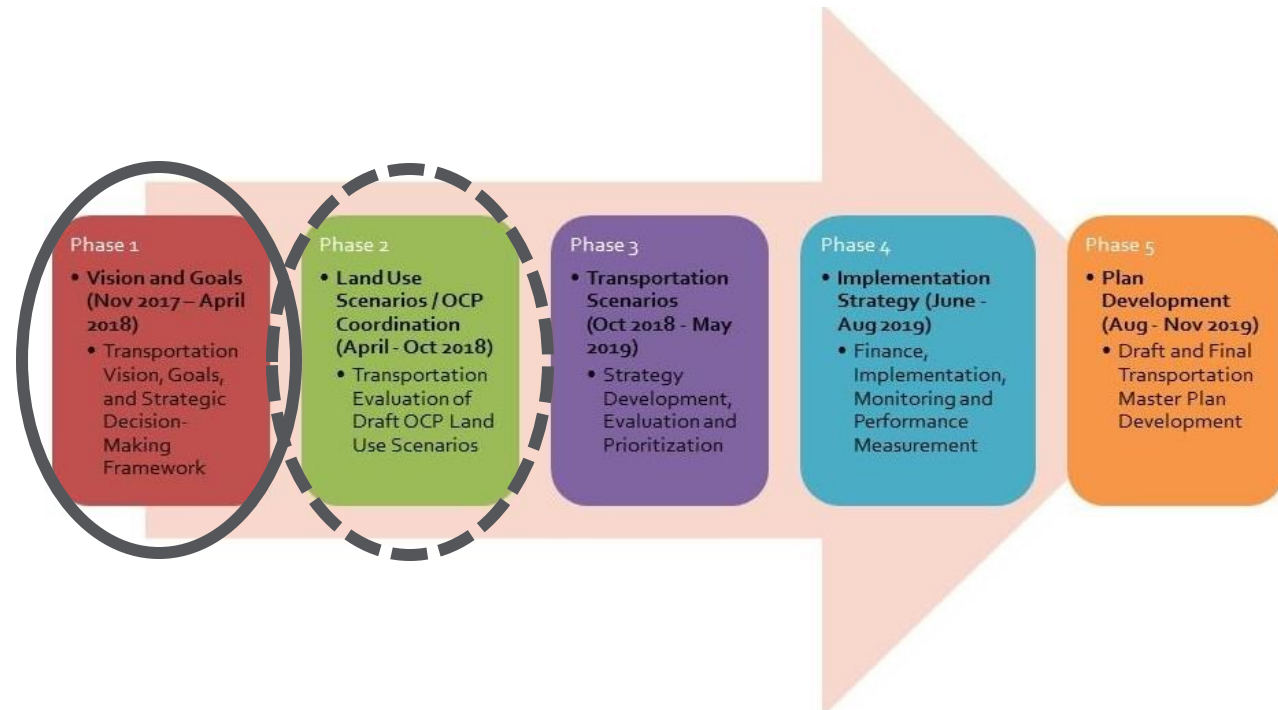 Phase 1
• Vision and Goals
(Nov 2017 – April
2018)
• Transportation
Vision, Goals,
and Strategic
Decision-
Making
Framework
Phase 2
• Land Use
Scenarios / OCP
Coordination
(April - Oct 2018)
• Transportation
Evaluation of
Draft OCP Land
Use Scenarios
Phase 3
• Transportation
Scenarios
(Oct 2018 - May
2019)
• Strategy
Development,
Evaluation and
Prioritization
Phase 4
• Implementation
Strategy (June -
Aug 2019)
• Finance,
Implementation,
Monitoring and
Performance
Measurement
Phase 5
• Plan
Development
(Aug - Nov 2019)
• Draft and Final
Transportation
Master Plan
Development